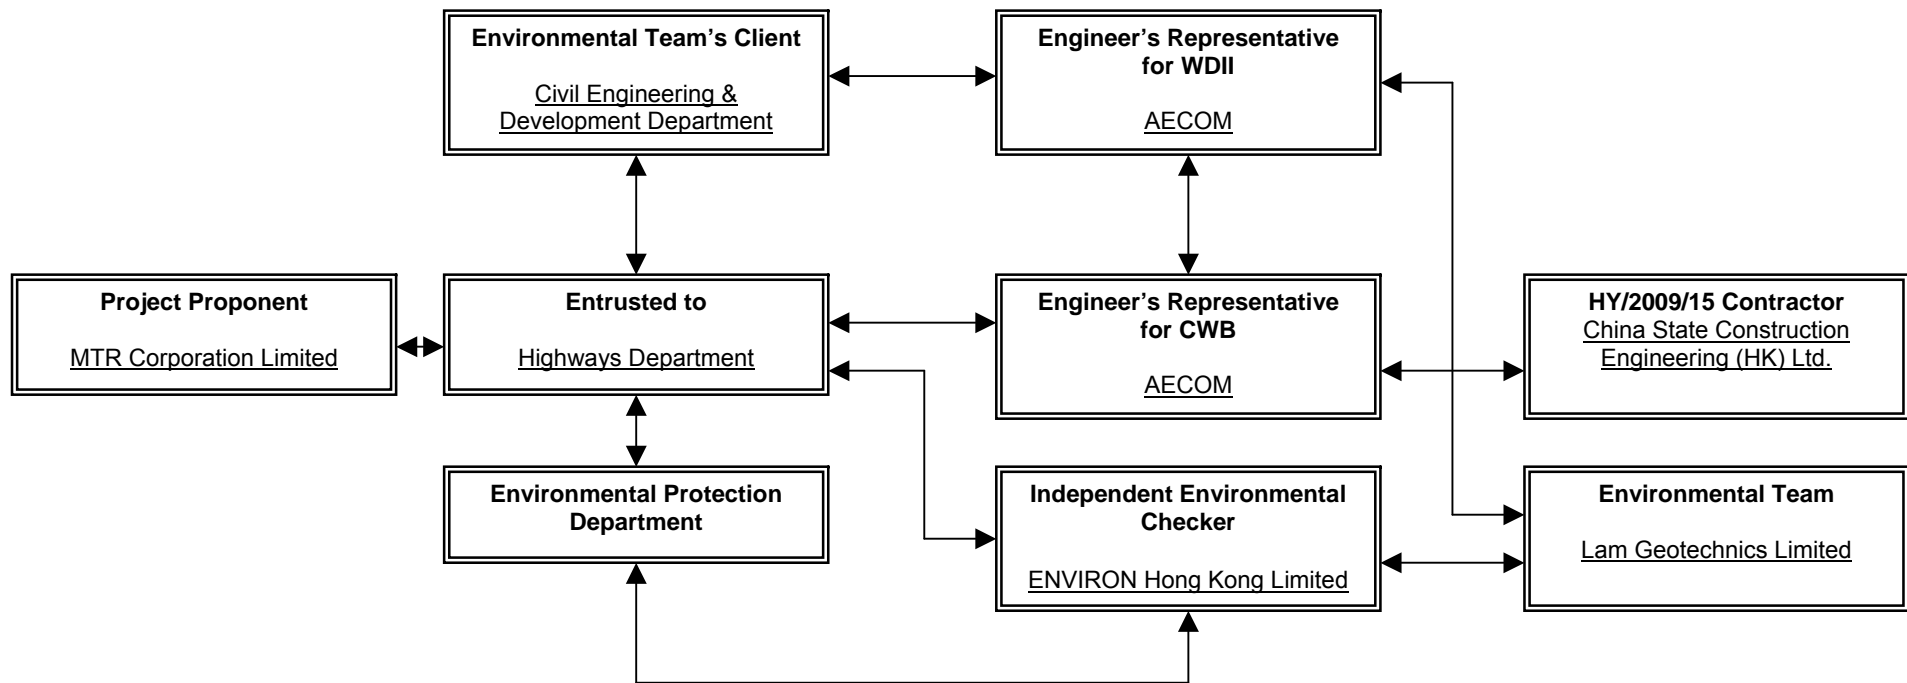 Environmental Team’s Client
Civil Engineering &
Development Department
Engineer’s Representative
for WDII
AECOM
Project Proponent
MTR Corporation Limited
Entrusted to
Highways Department
Engineer’s Representative
for CWB
AECOM
HY/2009/15 Contractor
China State Construction
Engineering (HK) Ltd.
Environmental Protection
Department
Independent Environmental
Checker
ENVIRON Hong Kong Limited
Environmental Team
Lam Geotechnics Limited